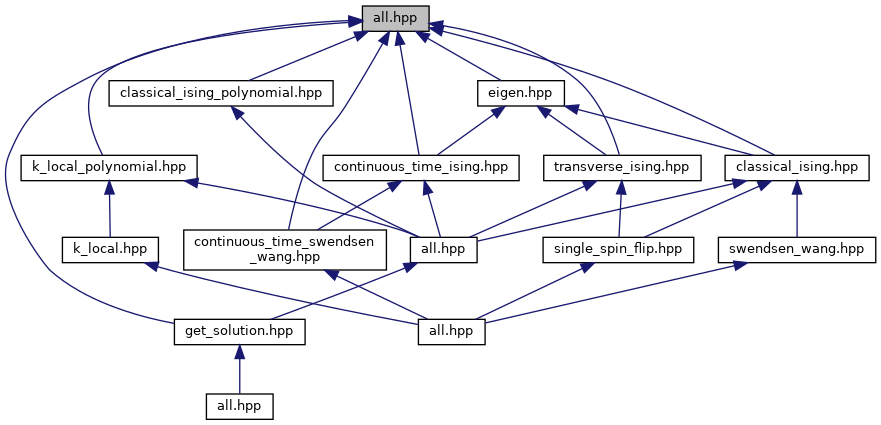 all.hpp
classical_ising_polynomial.hpp
eigen.hpp
k_local_polynomial.hpp
continuous_time_ising.hpp
transverse_ising.hpp
classical_ising.hpp
k_local.hpp
continuous_time_swendsen
_wang.hpp
all.hpp
single_spin_flip.hpp
swendsen_wang.hpp
get_solution.hpp
all.hpp
all.hpp